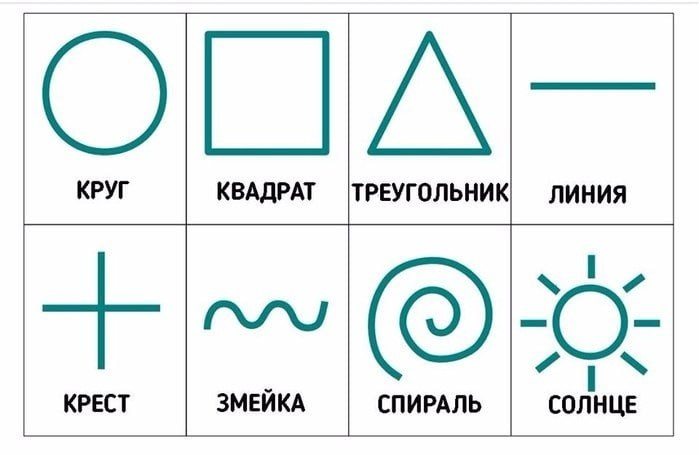 КРУГ
КВАДРАТ
ТРЕУГОЛЬНИК
ЛИНИЯ
КРЕСТ
ЗМЕЙКА
СПИРАЛЬ
СОЛНЦЕ